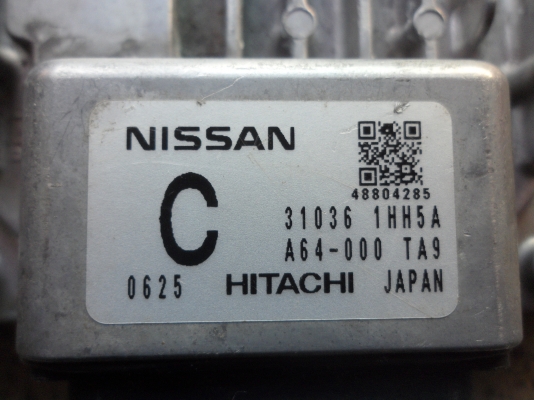 NISSAN
48804285
C
31036 1HH5A
A64-000 TA9
0625 HITACHI JAPAN